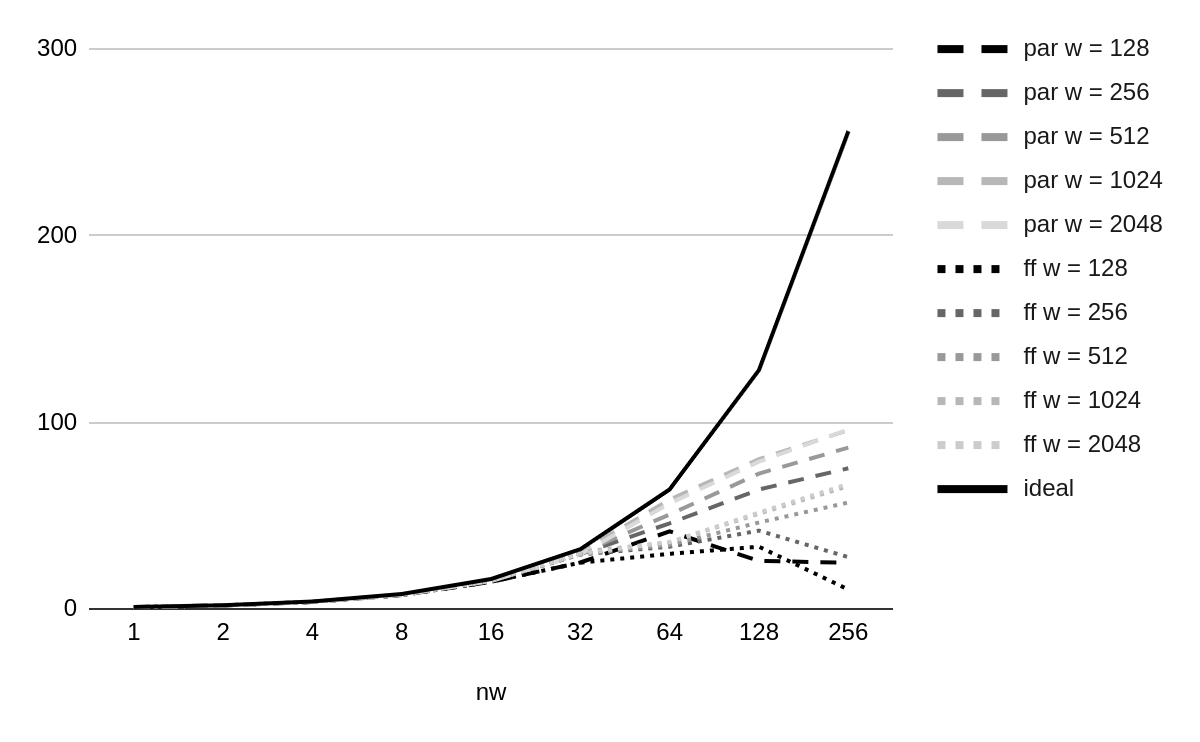 300
200
100
0
1 2 4 8 16 32 64 128 256
nw
par w = 128
par w = 256
par w = 512
par w = 1024
par w = 2048
ff w = 128
ff w = 256
ff w = 512
ff w = 1024
ff w = 2048
ideal